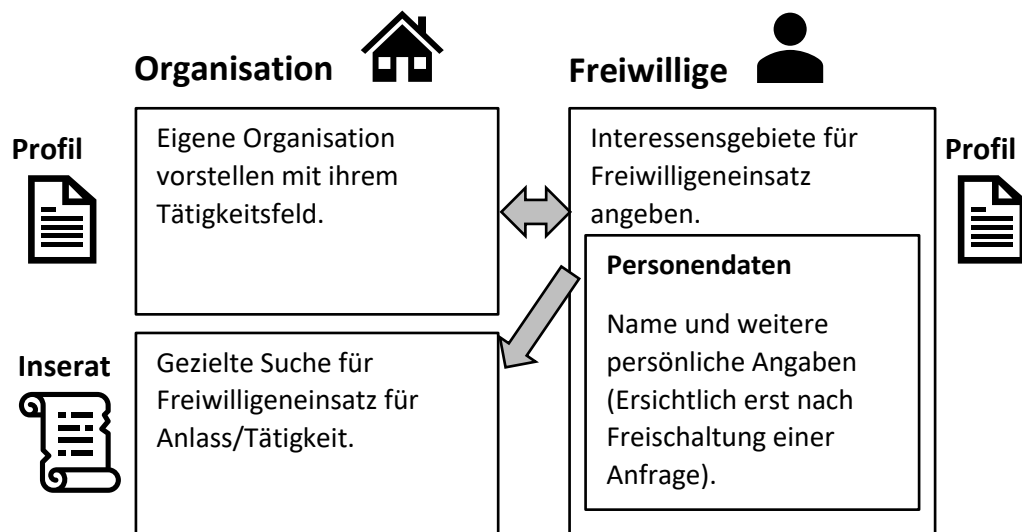 Organisation
Freiwillige
Profil
Eigene Organisation
vorstellen mit ihrem
Tätigkeitsfeld.
Interessensgebiete für
Freiwilligeneinsatz
angeben.
Profil
Personendaten
Name und weitere
persönliche Angaben
(Ersichtlich erst nach
Freischaltung einer
Anfrage).
Inserat
Gezielte Suche für
Freiwilligeneinsatz für
Anlass/Tätigkeit.